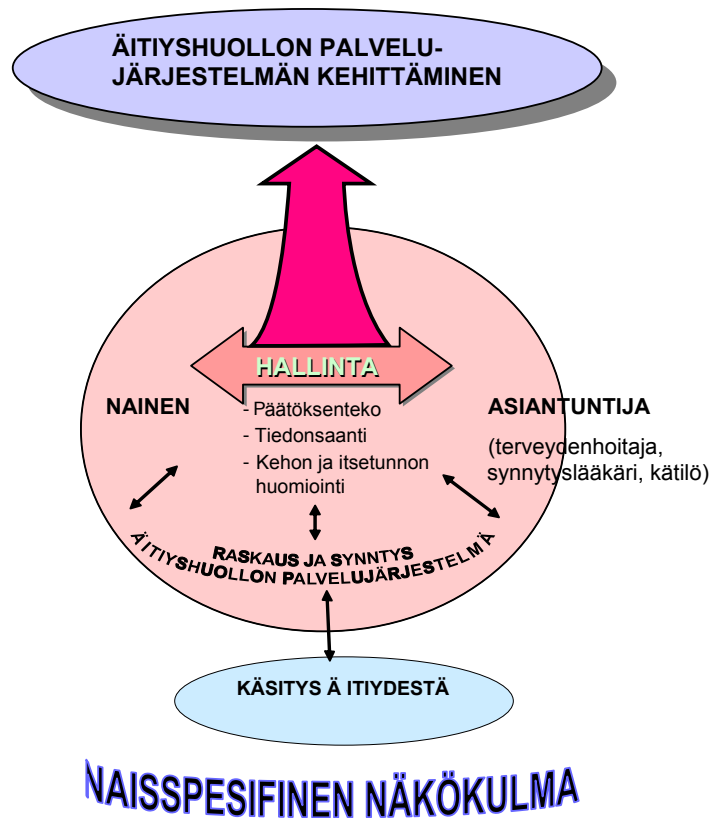 ÄITIYSHUOLLON PALVELU-
JÄRJESTELMÄN KEHITTÄMINEN
HALLINTA
NAINEN
- Päätöksenteko
- Tiedonsaanti
- Kehon ja itsetunnon
huomiointi
ASIANTUNTIJA
(terveydenhoitaja,
synnytyslääkäri, kätilö)
RASKAUS JA SYNNTYS
ÄITIYSHUOLLON PALVELUJÄRJESTELMÄ
KÄSITYS Ä ITIYDESTÄ
NAISSPESIFINEN NÄKÖKULMA